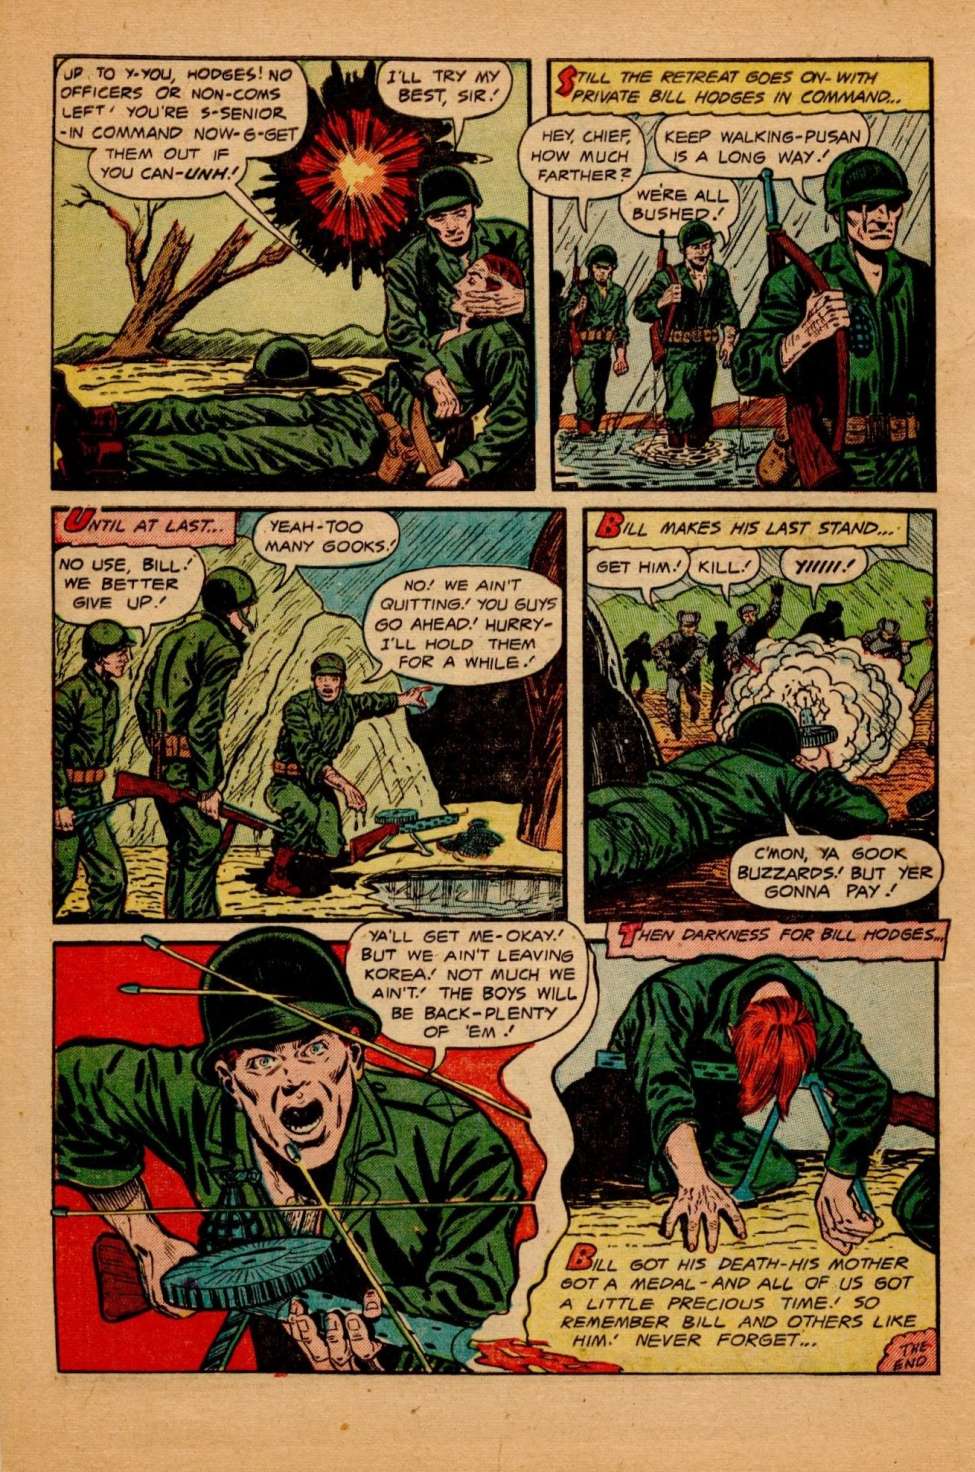 UP TO Y-YOU, HODGES! NO
OFFICERS OR NON-COMS
LEFT! YOU'RE S-SENIOR
-IN COMMAND NOW-G-GET
THEM OUT IF
YOU CAN-UNH!
I'LL TRY MY
BEST, SIR!
STILL THE RETREAT GOES ON-WITH
PRIVATE BILL HODGES IN COMMAND...
HEY, CHIEF,
HOW MUCH
FARTHER?
WE'RE ALL
BUSHED!
KEEP WALKING-PUSAN
IS A LONG WAY!
UNTIL AT LAST...
NO USE, BILL!
WE BETTER
GIVE UP!
YEAH-TOO
MANY GOOKS!
NO! WE AIN'T
QUITTING! YOU GUYS
GO AHEAD! HURRY-
I'LL HOLD THEM
FOR A WHILE!
BILL MAKES HIS LAST STAND...
GET HIM!
KILL!
YIIIII!
C'MON, YA GOOK
BUZZARDS! BUT YER
GONNA PAY!
YA'LL GET ME-OKAY!
BUT WE AIN'T LEAVING
KOREA! NOT MUCH WE
AIN'T! THE BOYS WILL
BE BACK-PLENTY
OF 'EM!
THEN DARKNESS FOR BILL HODGES...
BILL GOT HIS DEATH-HIS MOTHER
GOT A MEDAL-AND ALL OF US GOT
A LITTLE PRECIOUS TIME! SO
REMEMBER BILL AND OTHERS LIKE
HIM! NEVER FORGET...
THE
END